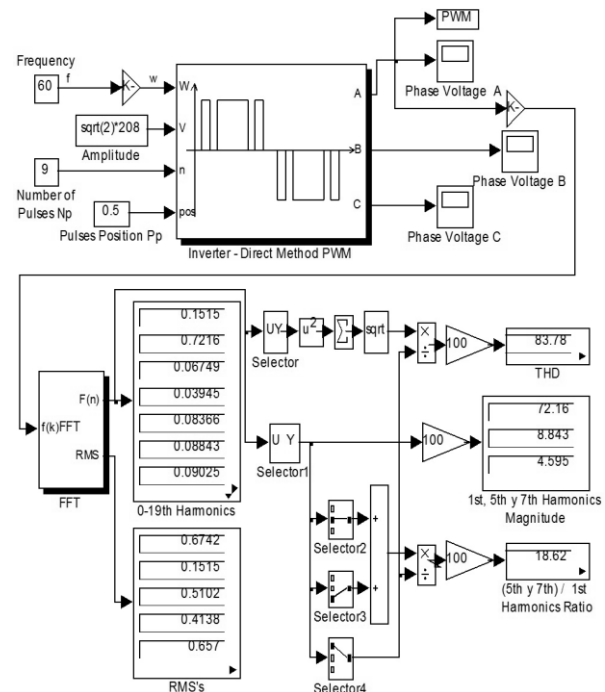 PWM
Frequency
60
f
K-
w
sqrt(2)*208
Amplitude
9
Number of
Pulses Np
0.5
Pulses Position Pp
W
V
n
pos
A
B
C
Inverter - Direct Method PWM
Phase Voltage A
K-
Phase Voltage B
Phase Voltage C
f(k)FFT
F(n)
RMS
FFT
0.1515
0.7216
0.06749
0.03945
0.08366
0.08843
0.09025
0-19th Harmonics
0.6742
0.1515
0.5102
0.4138
0.657
RMS's
UY
Selector
u²
∑
sqrt
×
÷
100
83.78
THD
U Y
Selector1
100
72.16
8.843
4.595
1st, 5th y 7th Harmonics
Magnitude
Selector2
+
Selector3
+
Selector4
×
÷
100
18.62
(5th y 7th) / 1st
Harmonics Ratio